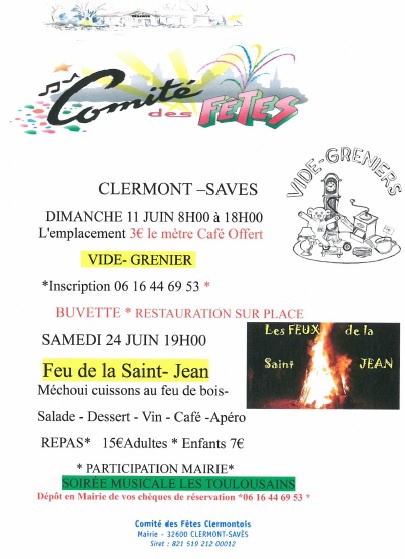 Comité
des FÊTES
CLERMONT –SAVES
VIDE-GRENIERS
DIMANCHE 11 JUIN 8H00 à 18H00
L'emplacement 3€ le mètre Café Offert
VIDE- GRENIER
*Inscription 06 16 44 69 53 *
BUVETTE * RESTAURATION SUR PLACE
SAMEDI 24 JUIN 19H00
Les FEUX de la
Saint JEAN
Feu de la Saint- Jean
Méchoui cuissons au feu de bois-
Salade - Dessert - Vin - Café -Apéro
REPAS* 15€Adultes * Enfants 7€
* PARTICIPATION MAIRIE*
SOIRÉE MUSICALE LES TOULOUSAINS
Dépôt en Mairie de vos chèques de réservation *06 16 44 69 53 *
Comité des Fêtes Clermontois
Mairie - 32600 CLERMONT-SAVÈS
Siret : 821 519 212 00012